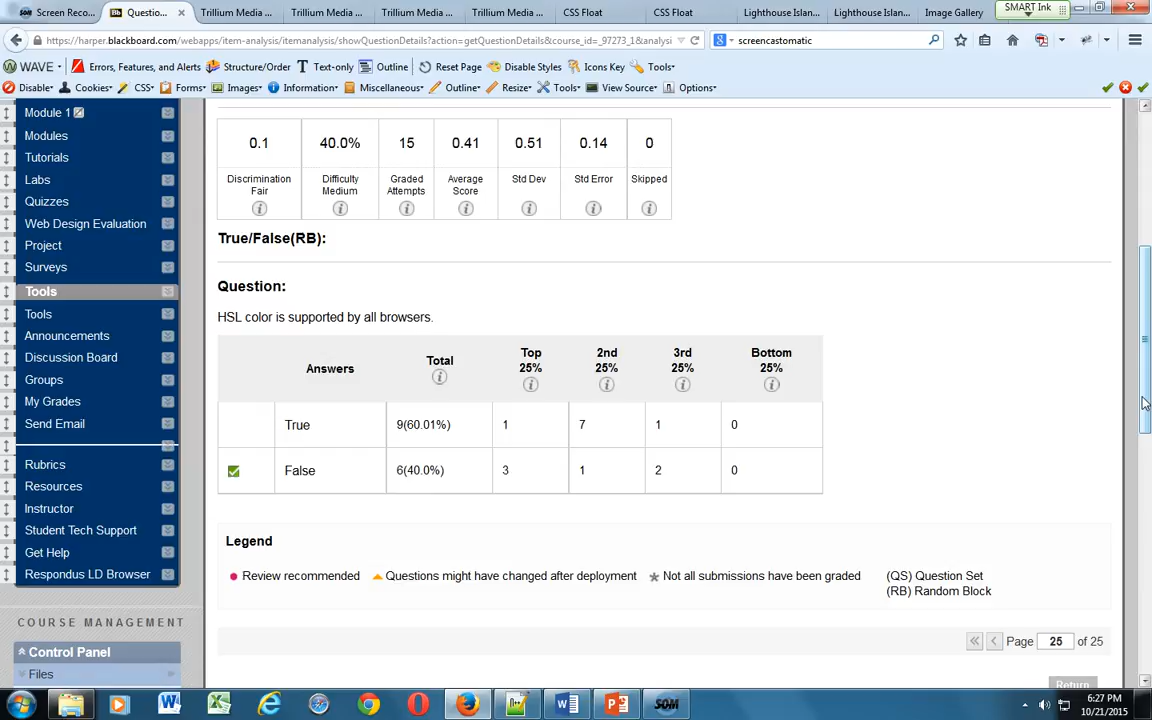 Screen Reco...
Questio...
Trillium Media ...
Trillium Media ...
Trillium Media ...
Trillium Media ...
CSS Float
CSS Float
Lighthouse Islan...
Lighthouse Islan...
Image Gallery
SMART Ink
https://harper.blackboard.com/webapps/item-analysis/itemanalysis/showQuestionDetails?action=getQuestionDetails&course_id=_97273_1&analysi
screencastomatic
WAVE
Errors, Features, and Alerts
Structure/Order
Text-only
Outline
Reset Page
Disable Styles
Icons Key
Tools
Disable
Cookies
CSS
Forms
Images
Information
Miscellaneous
Outline
Resize
Tools
View Source
Options
Module 1
Modules
Tutorials
Labs
Quizzes
Web Design Evaluation
Project
Surveys
Tools
Tools
Announcements
Discussion Board
Groups
My Grades
Send Email
Rubrics
Resources
Instructor
Student Tech Support
Get Help
Respondus LD Browser
COURSE MANAGEMENT
Control Panel
Files
0.1 40.0% 15 0.41 0.51 0.14 0
Discrimination Difficulty Graded Average Std Dev Std Error Skipped
Fair Medium Attempts Score
True/False(RB):
Question:
HSL color is supported by all browsers.
Answers Total Top 25% 2nd 25% 3rd 25% Bottom 25%
True 9(60.01%) 1 7 1 0
False 6(40.0%) 3 1 2 0
Legend
Review recommended Questions might have changed after deployment Not all submissions have been graded (QS) Question Set
(RB) Random Block
Page 25 of 25
Return
6:27 PM
10/21/2015